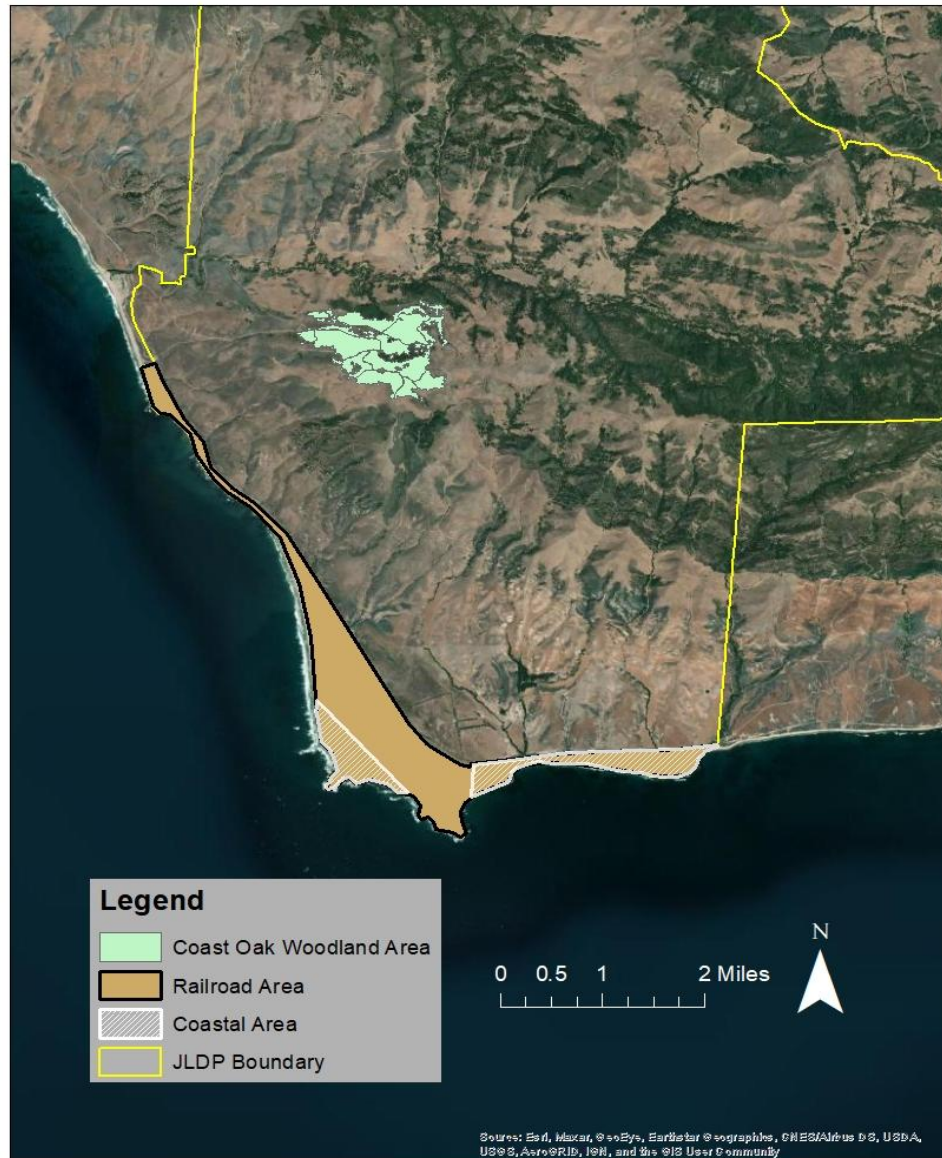 Legend
Coast Oak Woodland Area
Railroad Area
Coastal Area
JLDP Boundary
0 0.5 1 2 Miles
N
Source: Esri, Maxar, GeoEye, Earthstar Geographics, CNES/Airbus DS, USDA,
USGS, AeroGRID, IGN, and the GIS User Community